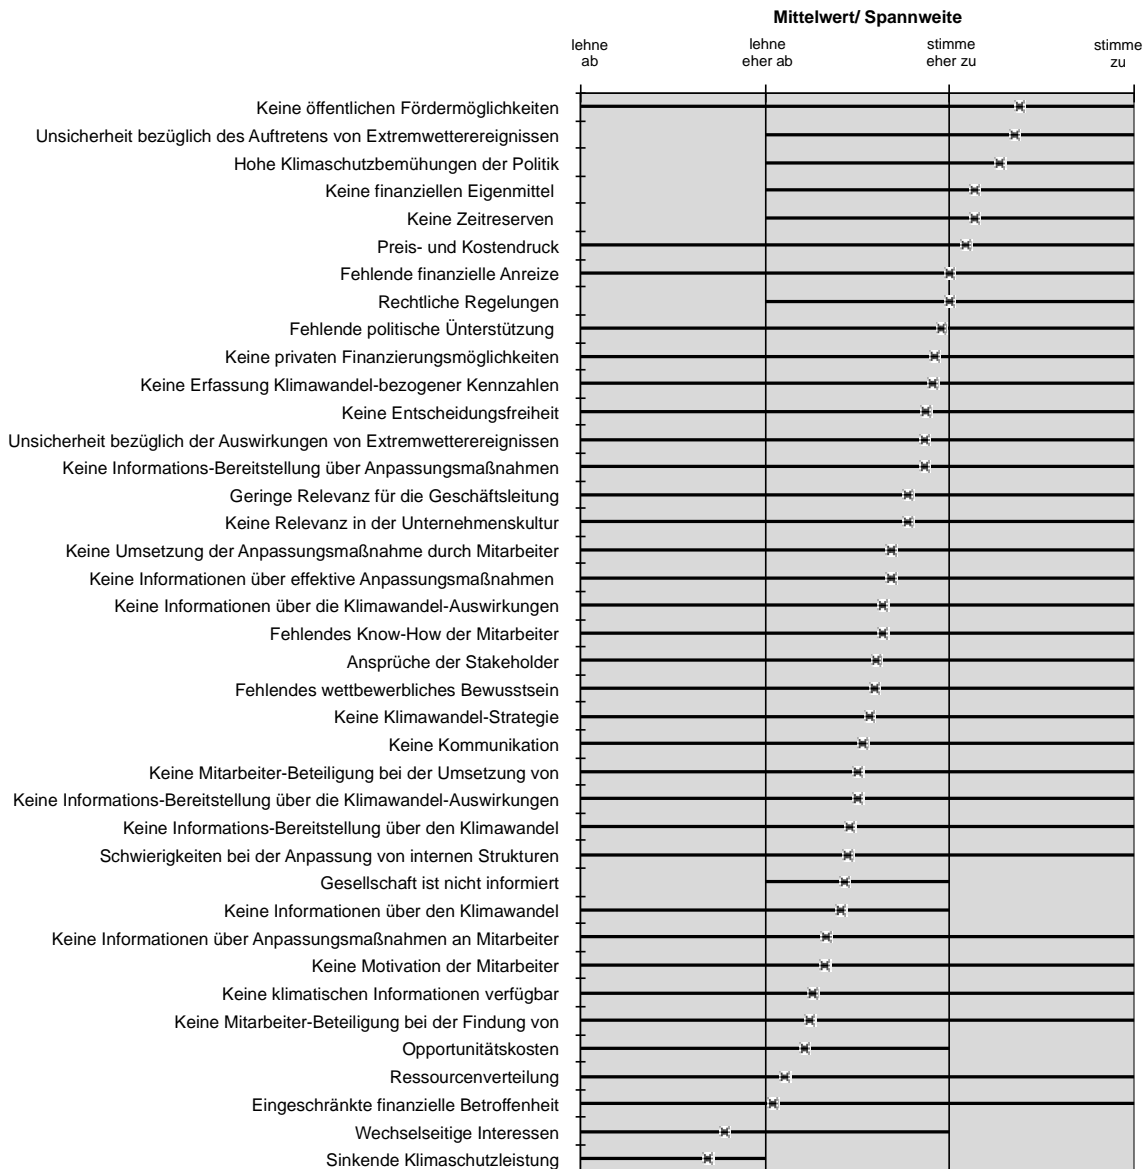 Mittelwert/ Spannweite
lehne ab
lehne eher ab
stimme eher zu
stimme zu
Keine öffentlichen Fördermöglichkeiten
Unsicherheit bezüglich des Auftretens von Extremwetterereignissen
Hohe Klimaschutzbemühungen der Politik
Keine finanziellen Eigenmittel
Keine Zeitreserven
Preis- und Kostendruck
Fehlende finanzielle Anreize
Rechtliche Regelungen
Fehlende politische Ünterstützung
Keine privaten Finanzierungsmöglichkeiten
Keine Erfassung Klimawandel-bezogener Kennzahlen
Keine Entscheidungsfreiheit
Unsicherheit bezüglich der Auswirkungen von Extremwetterereignissen
Keine Informations-Bereitstellung über Anpassungsmaßnahmen
Geringe Relevanz für die Geschäftsleitung
Keine Relevanz in der Unternehmenskultur
Keine Umsetzung der Anpassungsmaßnahme durch Mitarbeiter
Keine Informationen über effektive Anpassungsmaßnahmen
Keine Informationen über die Klimawandel-Auswirkungen
Fehlendes Know-How der Mitarbeiter
Ansprüche der Stakeholder
Fehlendes wettbewerbliches Bewusstsein
Keine Klimawandel-Strategie
Keine Kommunikation
Keine Mitarbeiter-Beteiligung bei der Umsetzung von
Keine Informations-Bereitstellung über die Klimawandel-Auswirkungen
Keine Informations-Bereitstellung über den Klimawandel
Schwierigkeiten bei der Anpassung von internen Strukturen
Gesellschaft ist nicht informiert
Keine Informationen über den Klimawandel
Keine Informationen über Anpassungsmaßnahmen an Mitarbeiter
Keine Motivation der Mitarbeiter
Keine klimatischen Informationen verfügbar
Keine Mitarbeiter-Beteiligung bei der Findung von
Opportunitätskosten
Ressourcenverteilung
Eingeschränkte finanzielle Betroffenheit
Wechselseitige Interessen
Sinkende Klimaschutzleistung